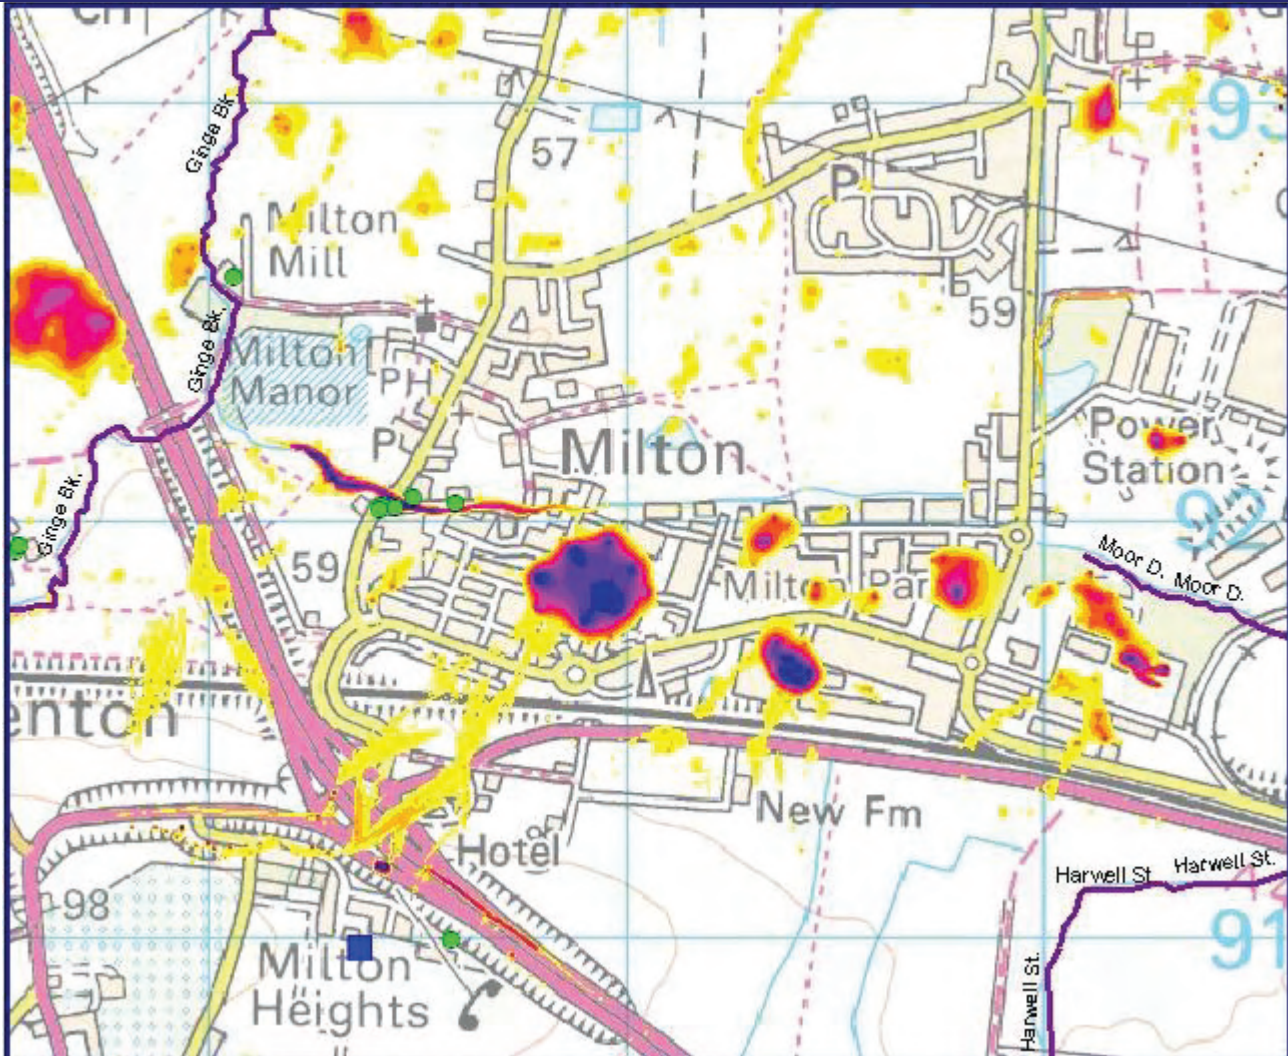 Ginge Bk.
57
93
P
Milton
Mill
59
Ginge Bk.
Milton
Manor
PH
P
Milton
Power
Station
92
Ginge Bk.
59
Milton Par
Moor D. Moor D.
enton
New Fm
Hotel
98
Harwell St.
Harwell St.
91
Milton
Heights
Harwell St.